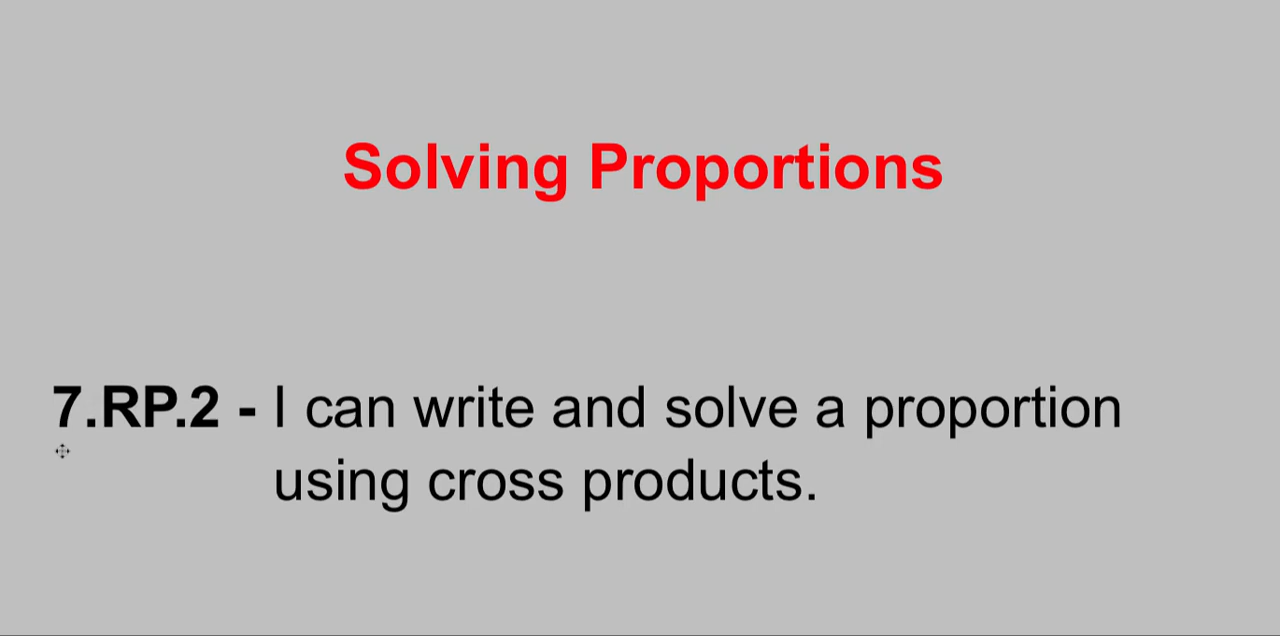 Solving Proportions
7.RP.2 - I can write and solve a proportion
using cross products.